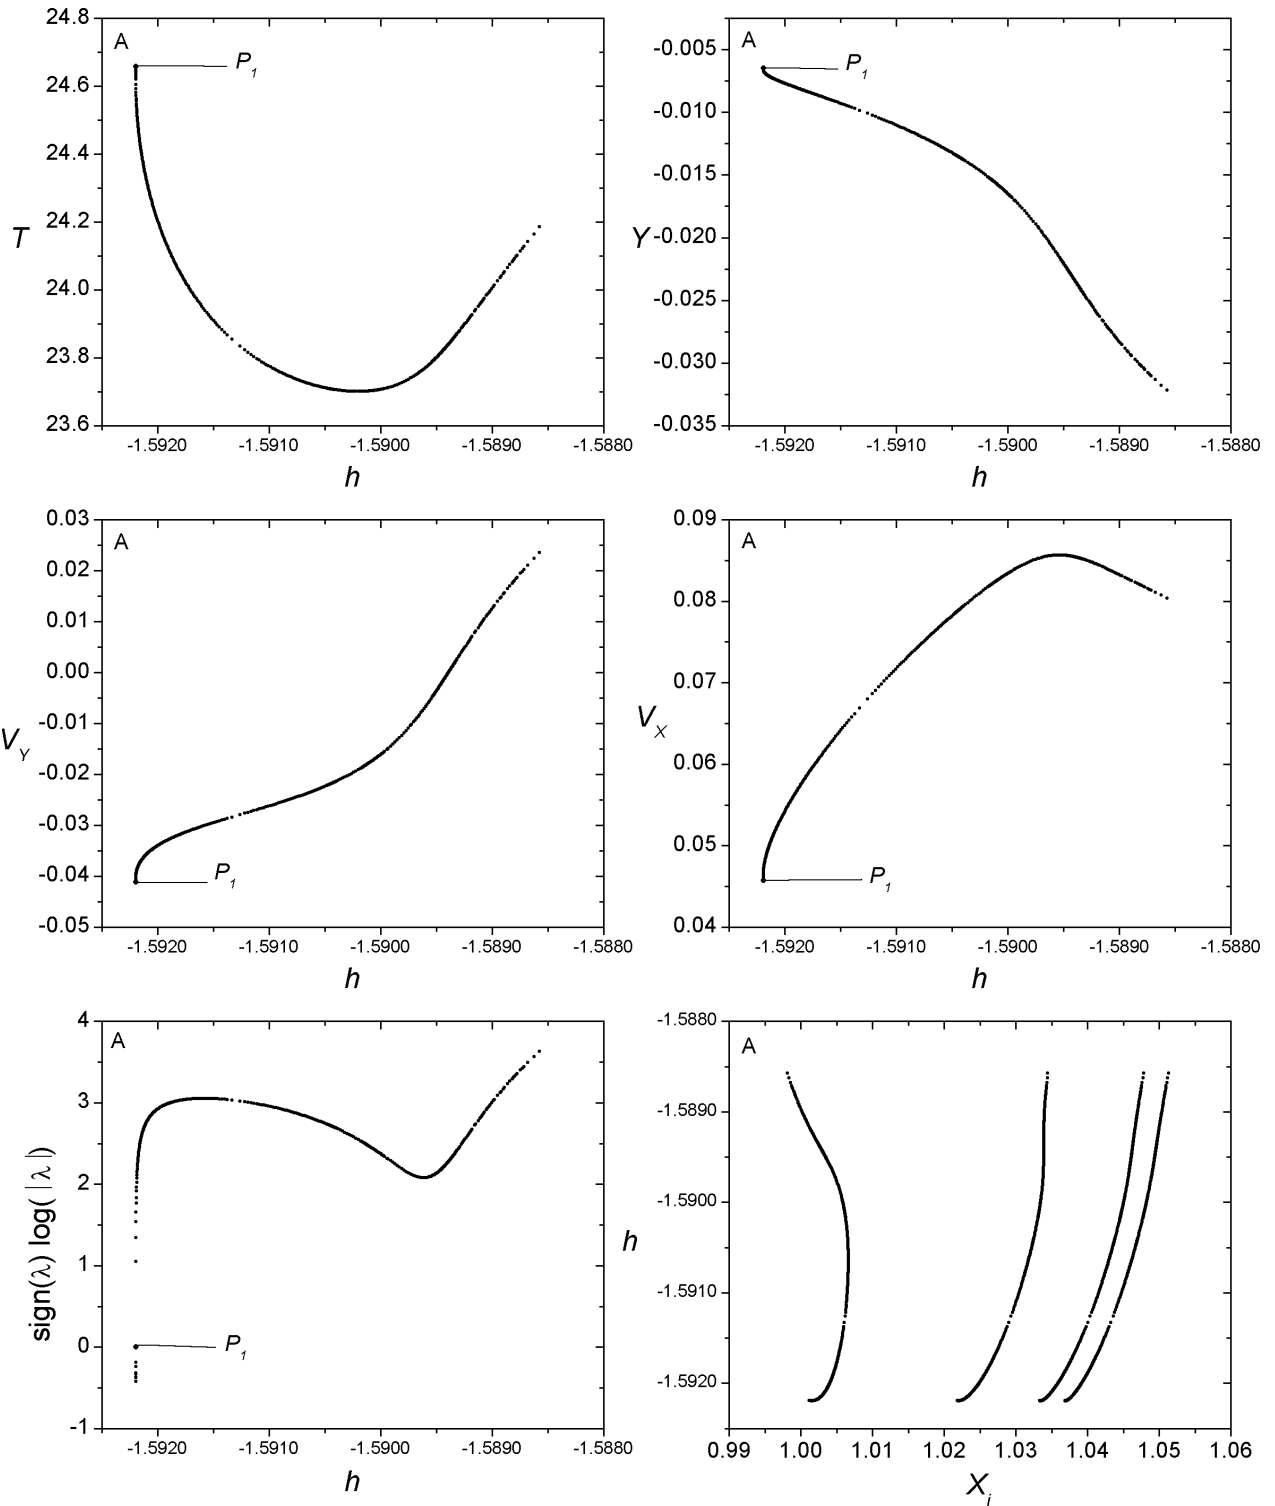 A
P1
24.8
24.6
24.4
24.2
24.0
23.8
23.6
T
-1.5920 -1.5910 -1.5900 -1.5890 -1.5880
h
A
P1
-0.005
-0.010
-0.015
-0.020
-0.025
-0.030
-0.035
Y
-1.5920 -1.5910 -1.5900 -1.5890 -1.5880
h
A
P1
0.03
0.02
0.01
0.00
-0.01
-0.02
-0.03
-0.04
-0.05
VY
-1.5920 -1.5910 -1.5900 -1.5890 -1.5880
h
A
P1
0.09
0.08
0.07
0.06
0.05
0.04
VX
-1.5920 -1.5910 -1.5900 -1.5890 -1.5880
h
A
P1
4
3
2
1
0
-1
sign(λ) log(|λ|)
-1.5920 -1.5910 -1.5900 -1.5890 -1.5880
h
A
-1.5880
-1.5890
-1.5900
-1.5910
-1.5920
h
0.99 1.00 1.01 1.02 1.03 1.04 1.05 1.06
Xi